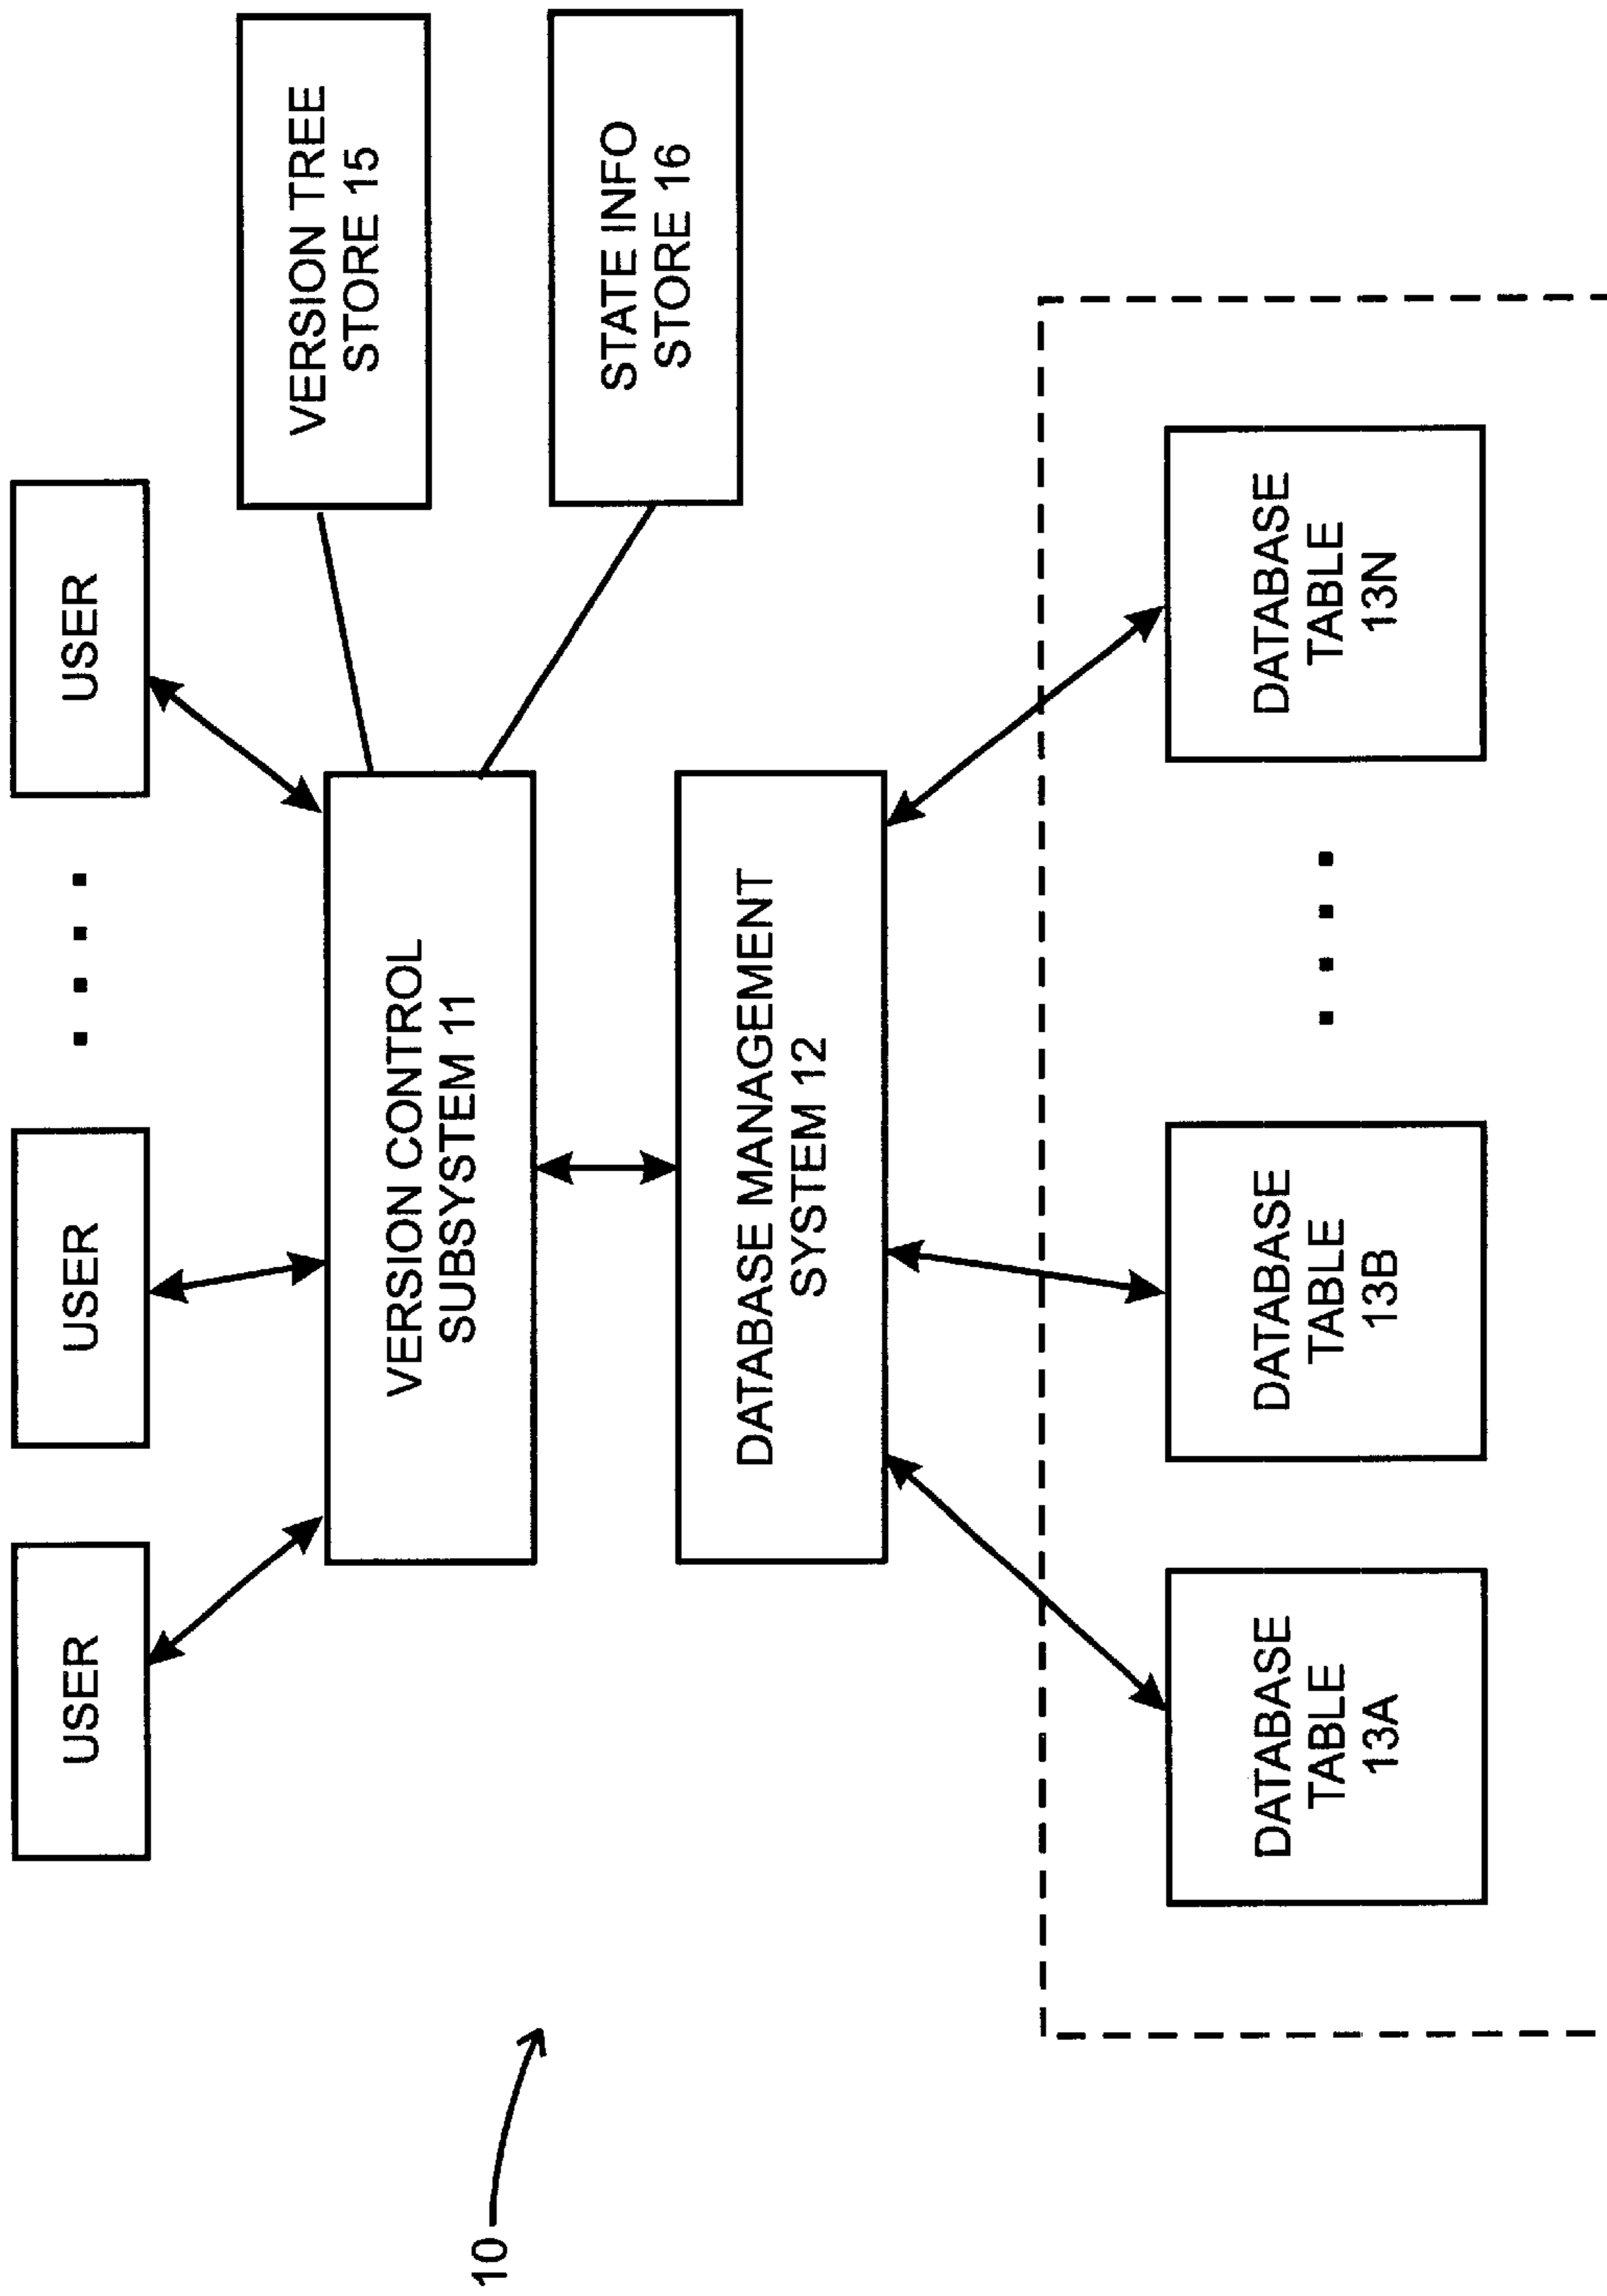 USER
USER
USER
VERSION TREE
STORE 15
VERSION CONTROL
SUBSYSTEM 11
STATE INFO
STORE 16
DATABASE MANAGEMENT
SYSTEM 12
10
DATABASE
TABLE
13A
DATABASE
TABLE
13B
DATABASE
TABLE
13N